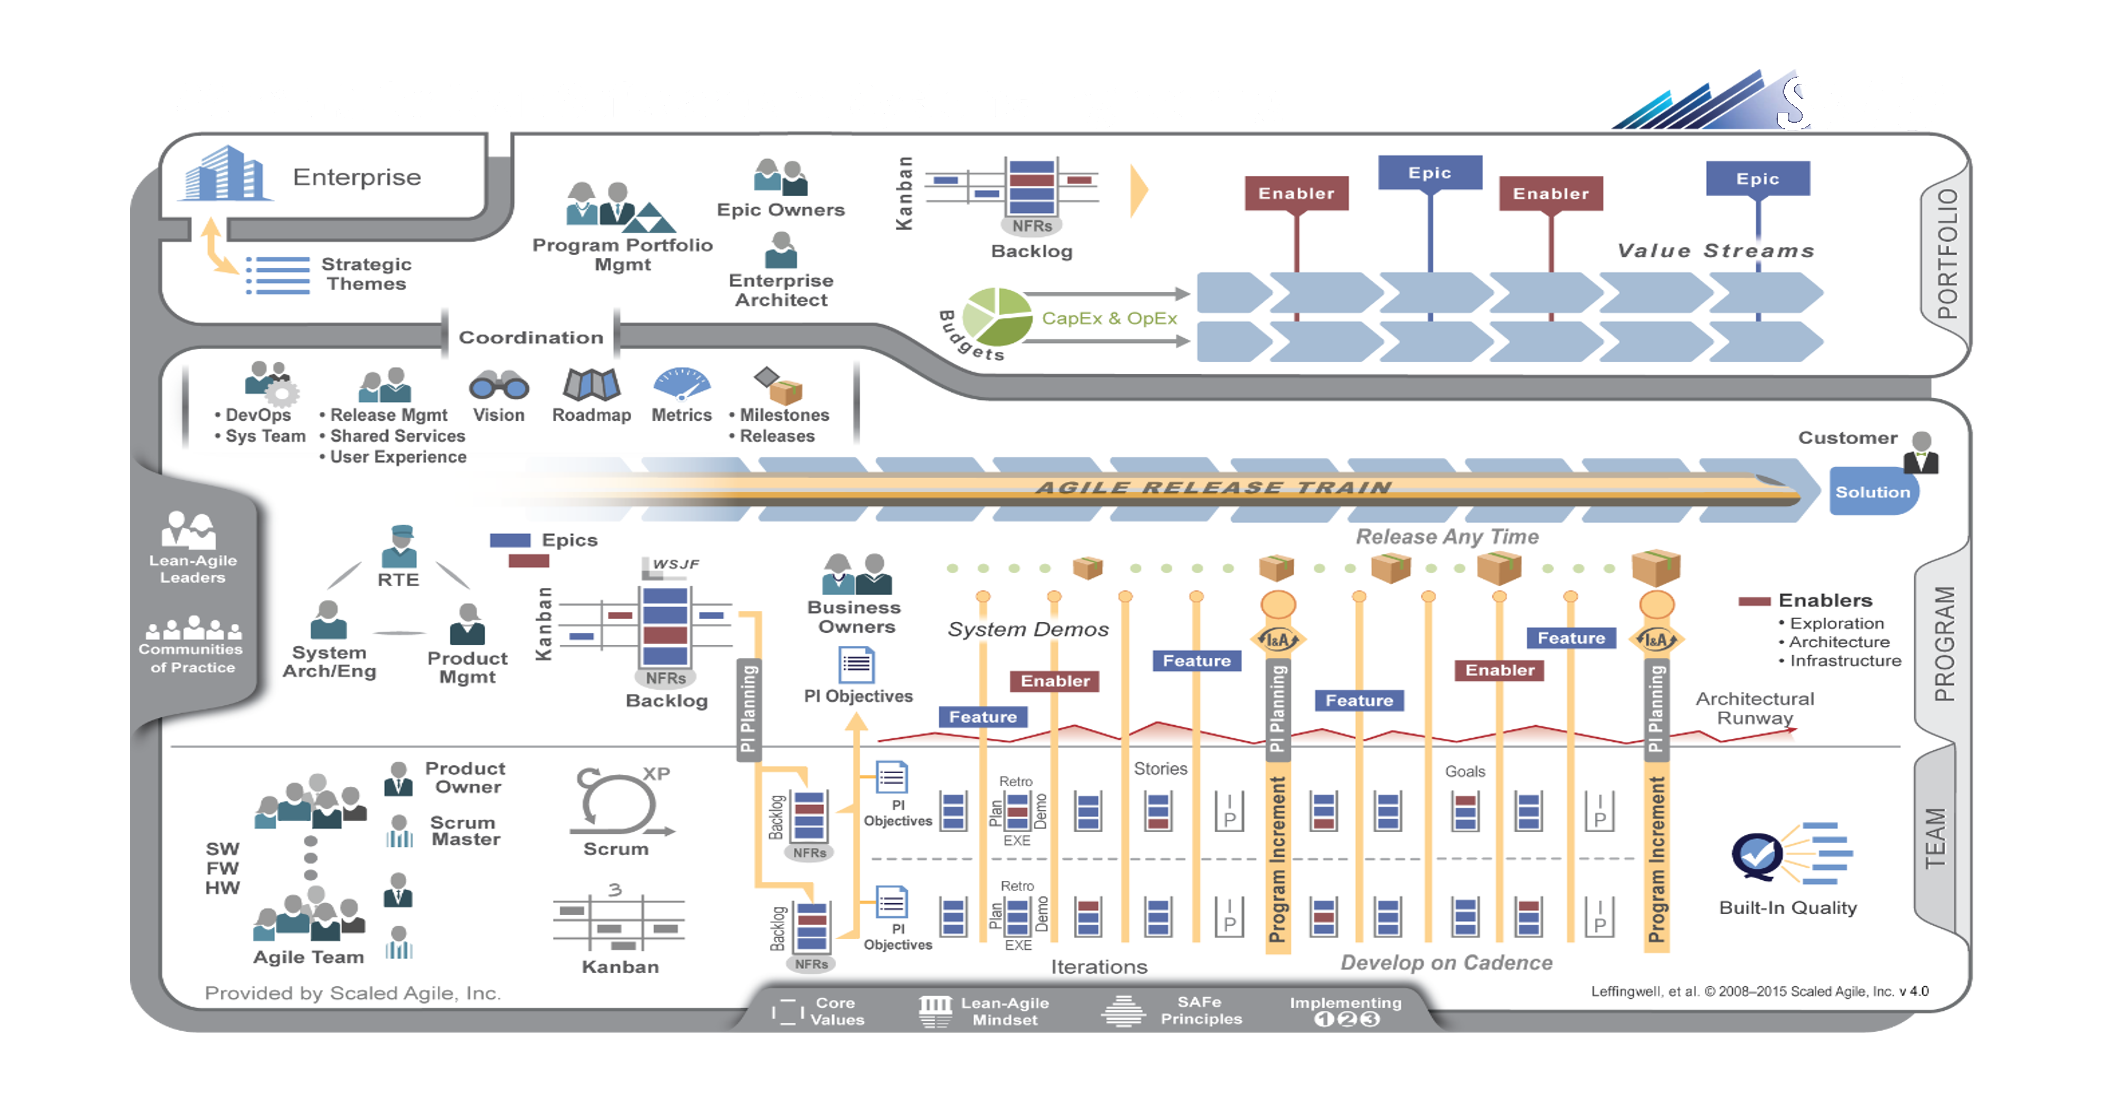 S
Enterprise
Strategic
Themes
Program Portfolio
Mgmt
Epic Owners
Enterprise
Architect
Kanban
NFRs
Backlog
Budgets
CapEx & OpEx
Enabler
Epic
Enabler
Epic
Value Streams
PORTFOLIO
Coordination
• DevOps
• Sys Team
• Release Mgmt
• Shared Services
• User Experience
Vision
Roadmap
Metrics
• Milestones
• Releases
AGILE RELEASE TRAIN
Customer
Solution
Release Any Time
Lean-Agile
Leaders
Communities
of Practice
RTE
System
Arch/Eng
Product
Mgmt
Epics
Kanban
WSJF
NFRs
Backlog
PI Planning
Business
Owners
PI Objectives
System Demos
Feature
Enabler
Feature
I&A
PI Planning
Feature
Enabler
Feature
I&A
PI Planning
Enablers
• Exploration
• Architecture
• Infrastructure
Architectural
Runway
PROGRAM
SW
FW
HW
Agile Team
Product
Owner
Scrum
Master
XP
Scrum
3
Kanban
Backlog
NFRs
Backlog
NFRs
PI
Objectives
PI
Objectives
Retro
Plan
Demo
EXE
Stories
I
P
Retro
Plan
Demo
EXE
I
P
Iterations
Program Increment
Goals
I
P
I
P
Develop on Cadence
Program Increment
Built-In Quality
TEAM
Provided by Scaled Agile, Inc.
Leffingwell, et al. © 2008–2015 Scaled Agile, Inc. v 4.0
Core
Values
Lean-Agile
Mindset
SAFe
Principles
Implementing
1 2 3